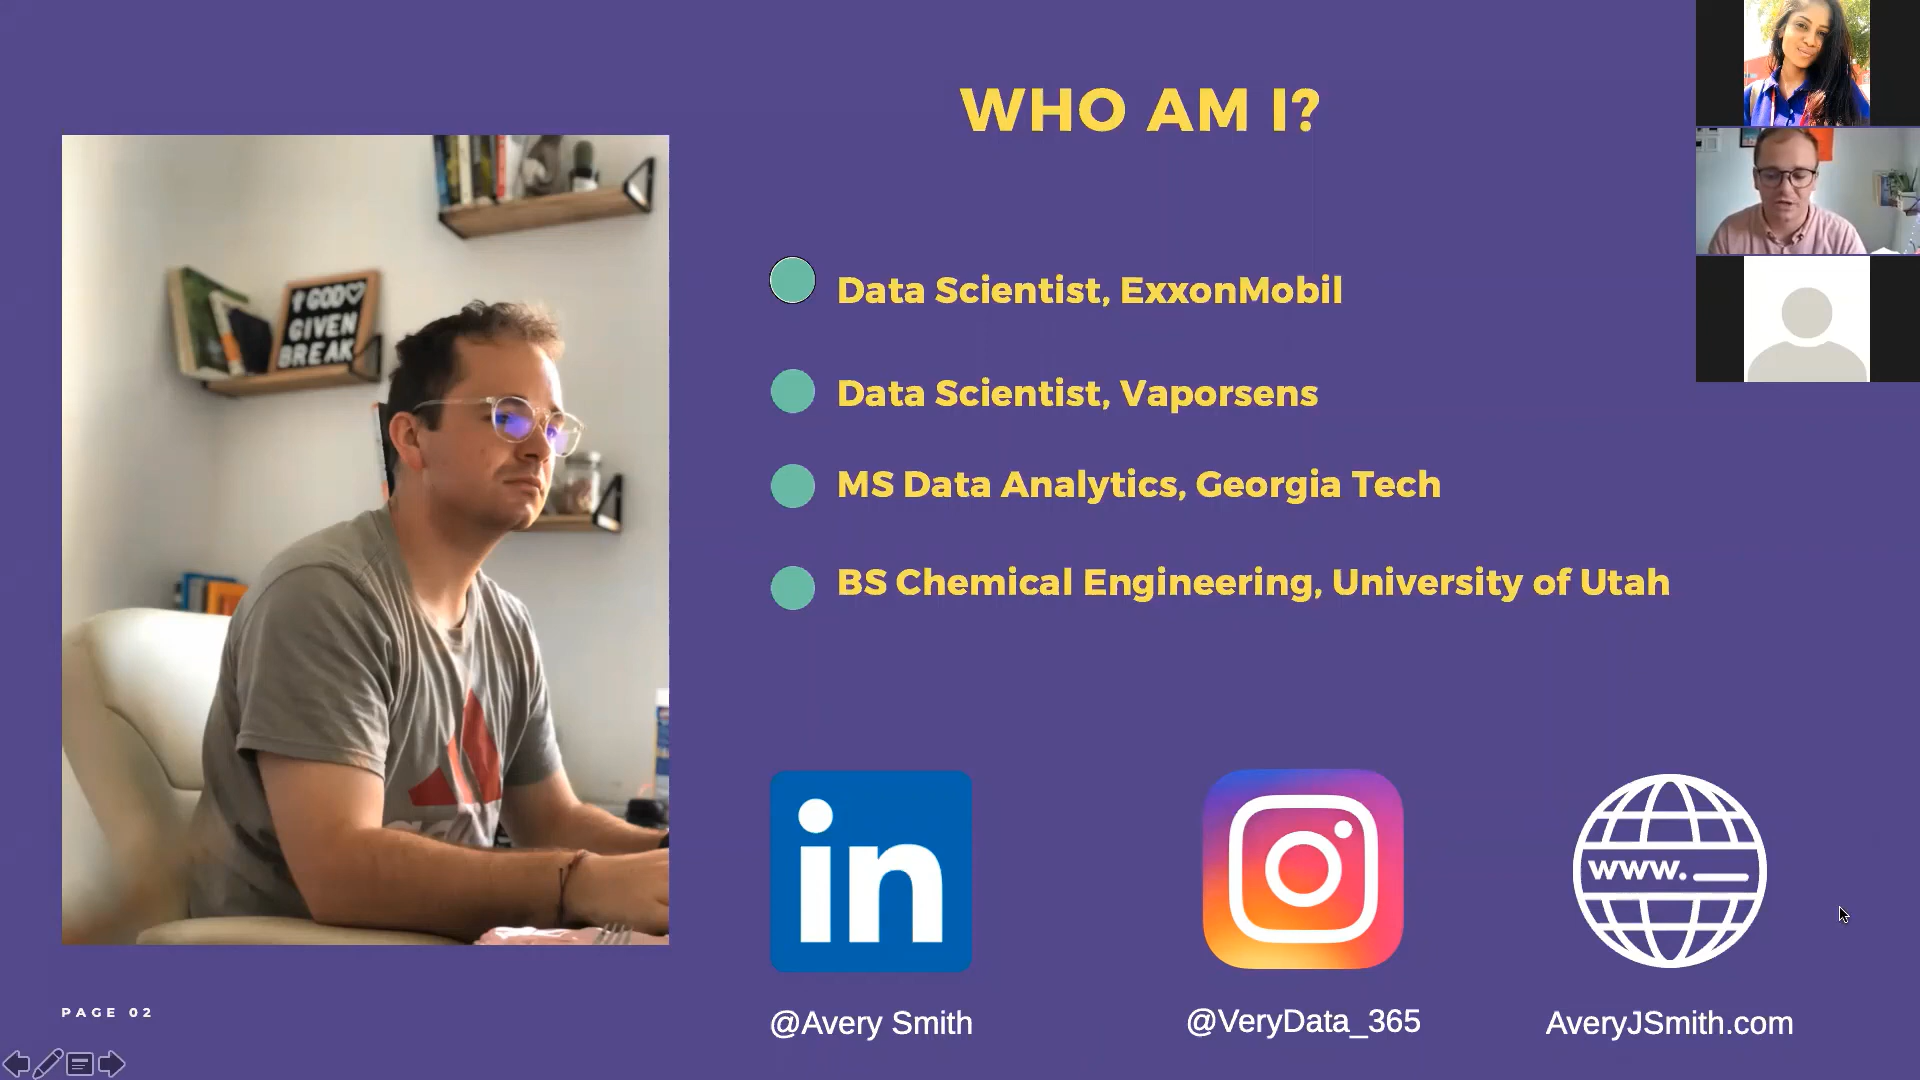 WHO AM I?
GOD
GIVEN
BREAK
Data Scientist, ExxonMobil
Data Scientist, Vaporsens
MS Data Analytics, Georgia Tech
BS Chemical Engineering, University of Utah
in
www.
@Avery Smith
@VeryData_365
AveryJSmith.com
PAGE 02